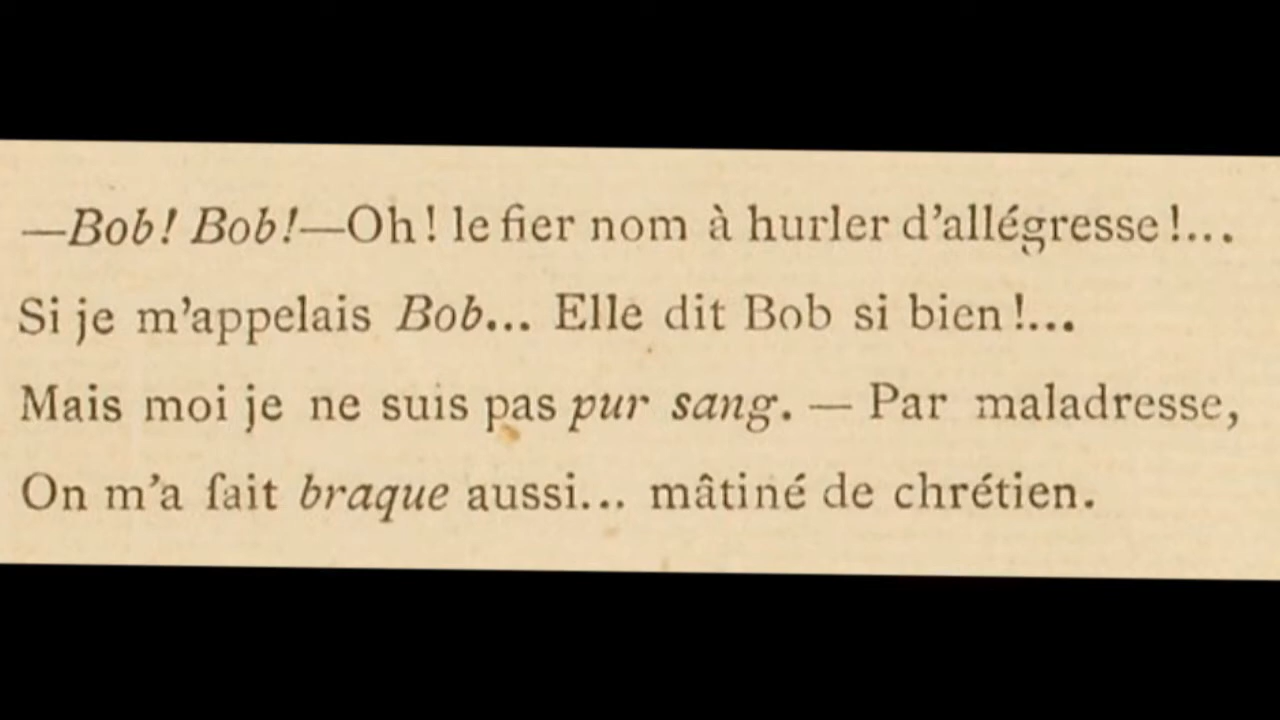 —Bob! Bob!—Oh! le fier nom à hurler d'allégresse!...
Si je m'appelais Bob... Elle dit Bob si bien!...
Mais moi je ne suis pas pur sang. — Par maladresse,
On m'a fait braque aussi... mâtiné de chrétien.